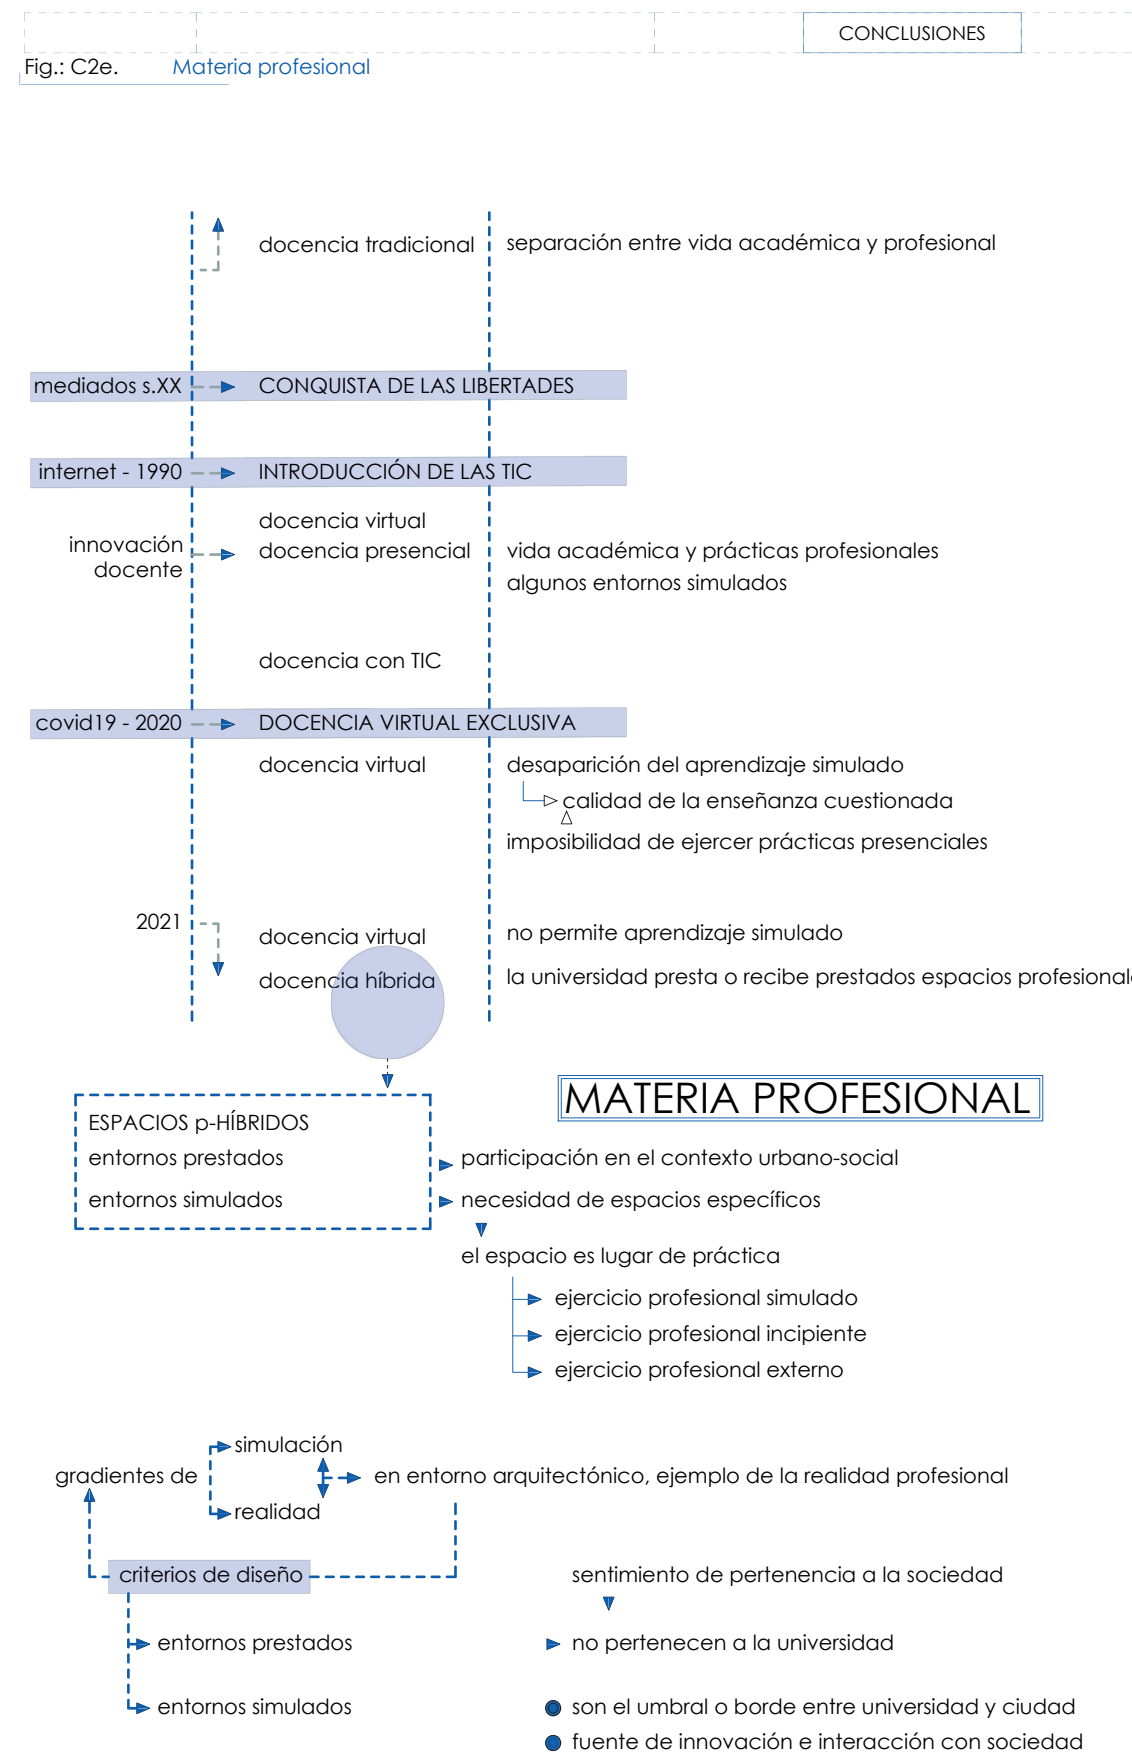 CONCLUSIONES
Fig.: C2e. Materia profesional
docencia tradicional separación entre vida académica y profesional
mediados s.XX CONQUISTA DE LAS LIBERTADES
internet - 1990 INTRODUCCIÓN DE LAS TIC
docencia virtual
innovación docente docencia presencial vida académica y prácticas profesionales
algunos entornos simulados
docencia con TIC
covid19 - 2020 DOCENCIA VIRTUAL EXCLUSIVA
docencia virtual desaparición del aprendizaje simulado
calidad de la enseñanza cuestionada
imposibilidad de ejercer prácticas presenciales
2021
docencia virtual no permite aprendizaje simulado
docencia híbrida la universidad presta o recibe prestados espacios
MATERIA PROFESIONAL
ESPACIOS p-HÍBRIDOS
entornos prestados participación en el contexto urbano-social
entornos simulados necesidad de espacios específicos
el espacio es lugar de práctica
ejercicio profesional simulado
ejercicio profesional incipiente
ejercicio profesional externo
simulación
gradientes de en entorno arquitectónico, ejemplo de la realidad profesional
realidad
criterios de diseño sentimiento de pertenencia a la sociedad
entornos prestados no pertenecen a la universidad
entornos simulados son el umbral o borde entre universidad y ciudad
fuente de innovación e interacción con sociedad